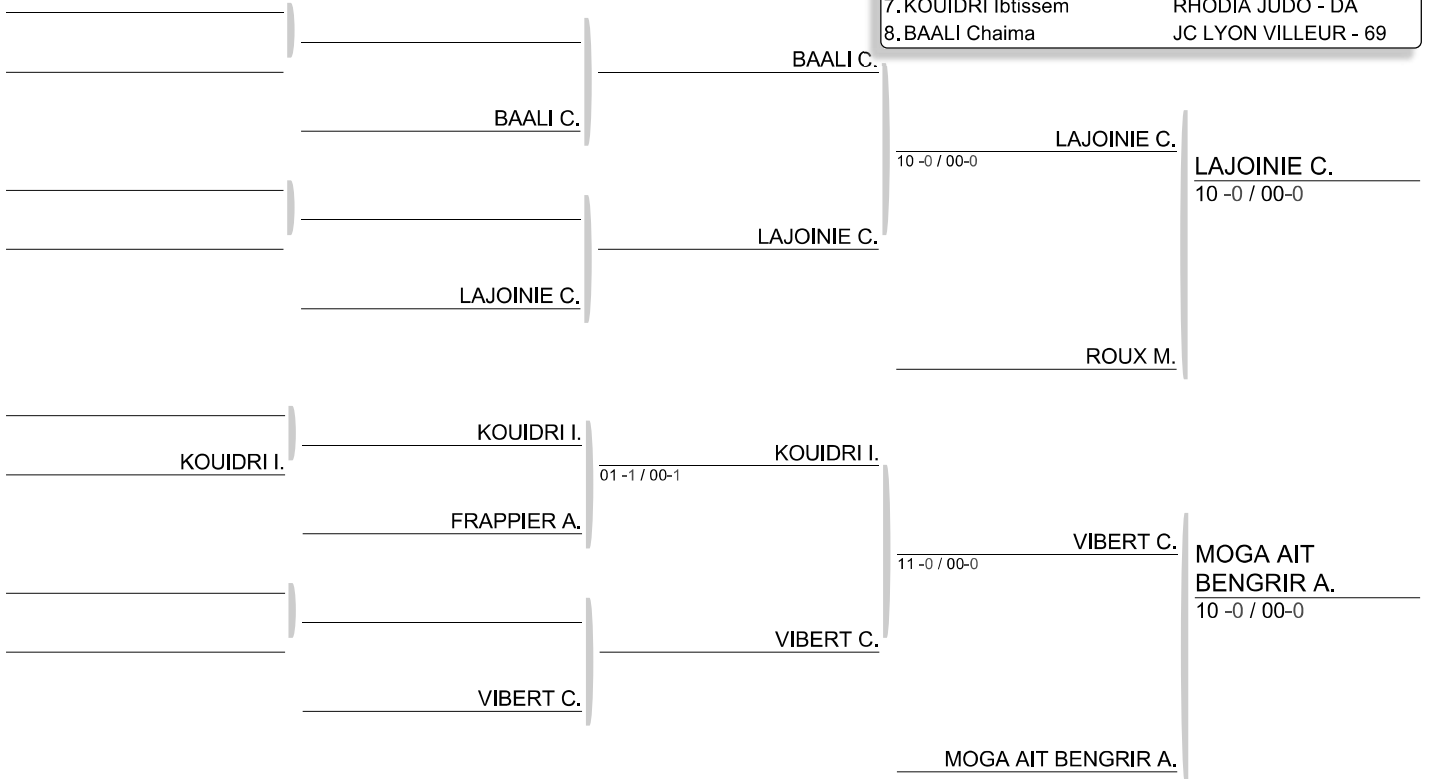 7. KOUIDRI Ibtissem RHODIA JUDO - DA
8. BAALI Chaima JC LYON VILLEUR - 69
BAALI C.
BAALI C.
LAJOINIE C.
10 -0 / 00-0
LAJOINIE C.
10 -0 / 00-0
LAJOINIE C.
LAJOINIE C.
ROUX M.
KOUIDRI I.
KOUIDRI I.
KOUIDRI I.
01 -1 / 00-1
FRAPPIER A.
VIBERT C.
11 -0 / 00-0
MOGA AIT
BENGRIR A.
10 -0 / 00-0
VIBERT C.
VIBERT C.
MOGA AIT BENGRIR A.